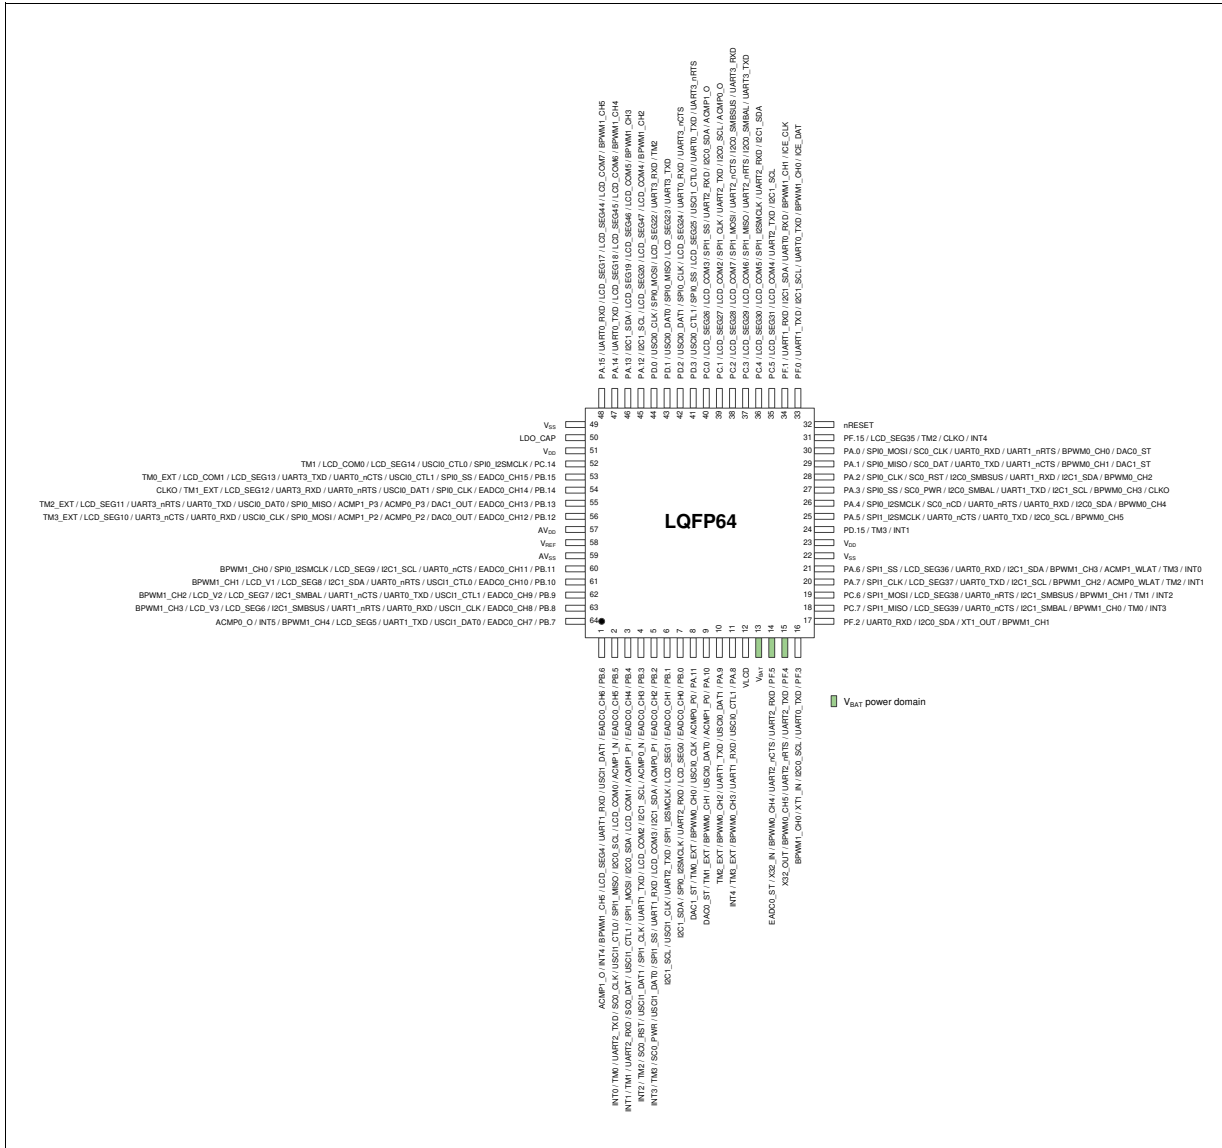 PA.15 / UART0_RXD / LCD_SEG17 / LCD_SEG44 / LCD_COM7 / BPWM1_CH5
PA.14 / UART0_TXD / LCD_SEG18 / LCD_SEG45 / LCD_COM6 / BPWM1_CH4
PA.13 / I2C1_SDA / LCD_SEG19 / LCD_SEG46 / LCD_COM5 / BPWM1_CH3
PA.12 / I2C1_SCL / LCD_SEG20 / LCD_SEG47 / LCD_COM4 / BPWM1_CH2
PD.0 / USCI0_CLK / SPI0_MOSI / LCD_SEG22 / UART3_RXD / TM2
PD.1 / USCI0_DAT0 / SPI0_MISO / LCD_SEG23 / UART3_TXD
PD.2 / USCI0_DAT1 / SPI0_CLK / LCD_SEG24 / UART0_RXD / UART3_nCTS
PD.3 / USCI0_CTL1 / SPI0_SS / LCD_SEG25 / USCI1_CTL0 / UART0_TXD / UART3_nRTS
PC.0 / LCD_SEG26 / LCD_COM3 / SPI1_SS / UART2_RXD / I2C0_SDA / ACMP1_O
PC.1 / LCD_SEG27 / LCD_COM2 / SPI1_CLK / UART2_TXD / I2C0_SCL / ACMP0_O
PC.2 / LCD_SEG28 / LCD_COM7 / SPI1_MOSI / UART2_nCTS / I2C0_SMBSUS / UART3_RXD
PC.3 / LCD_SEG29 / LCD_COM6 / SPI1_MISO / UART2_nRTS / I2C0_SMBAL / UART3_TXD
PC.4 / LCD_SEG30 / LCD_COM5 / SPI1_I2SMCLK / UART2_RXD / I2C1_SDA
PC.5 / LCD_SEG31 / LCD_COM4 / UART2_TXD / I2C1_SCL
PF.1 / UART1_RXD / I2C1_SDA / UART0_RXD / BPWM1_CH1 / ICE_CLK
PF.0 / UART1_TXD / I2C1_SCL / UART0_TXD / BPWM1_CH0 / ICE_DAT
48 47 46 45 44 43 42 41 40 39 38 37 36 35 34 33
VSS 49
LDO_CAP 50
VDD 51
TM1 / LCD_COM0 / LCD_SEG14 / USCI0_CTL0 / SPI0_I2SMCLK / PC.14 52
TM0_EXT / LCD_COM1 / LCD_SEG13 / UART3_TXD / UART0_nCTS / USCI0_CTL1 / SPI0_SS / EADC0_CH15 / PB.15 53
CLKO / TM1_EXT / LCD_SEG12 / UART3_RXD / UART0_nRTS / USCI0_DAT1 / SPI0_CLK / EADC0_CH14 / PB.14 54
TM2_EXT / LCD_SEG11 / UART3_nRTS / UART0_TXD / USCI0_DAT0 / SPI0_MISO / ACMP1_P3 / ACMP0_P3 / DAC1_OUT / EADC0_CH13 / PB.13 55
TM3_EXT / LCD_SEG10 / UART3_nCTS / UART0_RXD / USCI0_CLK / SPI0_MOSI / ACMP1_P2 / ACMP0_P2 / DAC0_OUT / EADC0_CH12 / PB.12 56
AVDD 57
VREF 58
AVSS 59
BPWM1_CH0 / SPI0_I2SMCLK / LCD_SEG9 / I2C1_SCL / UART0_nCTS / EADC0_CH11 / PB.11 60
BPWM1_CH1 / LCD_V1 / LCD_SEG8 / I2C1_SDA / UART0_nRTS / USCI1_CTL0 / EADC0_CH10 / PB.10 61
BPWM1_CH2 / LCD_V2 / LCD_SEG7 / I2C1_SMBAL / UART1_nCTS / UART0_TXD / USCI1_CTL1 / EADC0_CH9 / PB.9 62
BPWM1_CH3 / LCD_V3 / LCD_SEG6 / I2C1_SMBSUS / UART1_nRTS / UART0_RXD / USCI1_CLK / EADC0_CH8 / PB.8 63
ACMP0_O / INT5 / BPWM1_CH4 / LCD_SEG5 / UART1_TXD / USCI1_DAT0 / EADC0_CH7 / PB.7 64
LQFP64
32 nRESET
31 PF.15 / LCD_SEG35 / TM2 / CLKO / INT4
30 PA.0 / SPI0_MOSI / SC0_CLK / UART0_RXD / UART1_nRTS / BPWM0_CH0 / DAC0_ST
29 PA.1 / SPI0_MISO / SC0_DAT / UART0_TXD / UART1_nCTS / BPWM0_CH1 / DAC1_ST
28 PA.2 / SPI0_CLK / SC0_RST / I2C0_SMBSUS / UART1_RXD / I2C1_SDA / BPWM0_CH2
27 PA.3 / SPI0_SS / SC0_PWR / I2C0_SMBAL / UART1_TXD / I2C1_SCL / BPWM0_CH3 / CLKO
26 PA.4 / SPI0_I2SMCLK / SC0_nCD / UART0_nRTS / UART0_RXD / I2C0_SDA / BPWM0_CH4
25 PA.5 / SPI1_I2SMCLK / UART0_nCTS / UART0_TXD / I2C0_SCL / BPWM0_CH5
24 PD.15 / TM3 / INT1
23 VDD
22 VSS
21 PA.6 / SPI1_SS / LCD_SEG36 / UART0_RXD / I2C1_SDA / BPWM1_CH3 / ACMP1_WLAT / TM3 / INT0
20 PA.7 / SPI1_CLK / LCD_SEG37 / UART0_TXD / I2C1_SCL / BPWM1_CH2 / ACMP0_WLAT / TM2 / INT1
19 PC.6 / SPI1_MOSI / LCD_SEG38 / UART0_nRTS / I2C1_SMBSUS / BPWM1_CH1 / TM1 / INT2
18 PC.7 / SPI1_MISO / LCD_SEG39 / UART0_nCTS / I2C1_SMBAL / BPWM1_CH0 / TM0 / INT3
17 PF.2 / UART0_RXD / I2C0_SDA / XT1_OUT / BPWM1_CH1
1 2 3 4 5 6 7 8 9 10 11 12 13 14 15 16
ACMP1_O / INT4 / BPWM1_CH5 / LCD_SEG4 / UART1_RXD / USCI1_DAT1 / EADC0_CH6 / PB.6
INT0 / TM0 / UART2_TXD / SC0_CLK / USCI1_CTL0 / SPI1_MISO / I2C0_SCL / LCD_COM0 / ACMP1_N / EADC0_CH5 / PB.5
INT1 / TM1 / UART2_RXD / SC0_DAT / USCI1_CTL1 / SPI1_MOSI / I2C0_SDA / LCD_COM1 / ACMP1_P1 / EADC0_CH4 / PB.4
INT2 / TM2 / SC0_RST / USCI1_DAT1 / SPI1_CLK / UART1_TXD / LCD_COM2 / I2C1_SCL / ACMP0_N / EADC0_CH3 / PB.3
INT3 / TM3 / SC0_PWR / USCI1_DAT0 / SPI1_SS / UART1_RXD / LCD_COM3 / I2C1_SDA / ACMP0_P1 / EADC0_CH2 / PB.2
I2C1_SCL / USCI1_CLK / UART2_TXD / SPI1_I2SMCLK / LCD_SEG1 / EADC0_CH1 / PB.1
I2C1_SDA / SPI0_I2SMCLK / UART2_RXD / LCD_SEG0 / EADC0_CH0 / PB.0
DAC1_ST / TM0_EXT / BPWM0_CH0 / USCI0_CLK / ACMP0_P0 / PA.11
DAC0_ST / TM1_EXT / BPWM0_CH1 / USCI0_DAT0 / ACMP1_P0 / PA.10
TM2_EXT / BPWM0_CH2 / UART1_TXD / USCI0_DAT1 / PA.9
INT4 / TM3_EXT / BPWM0_CH3 / UART1_RXD / USCI0_CTL1 / PA.8
VLCD
VBAT
EADC0_ST / X32_IN / BPWM0_CH4 / UART2_nCTS / UART2_RXD / PF.5
X32_OUT / BPWM0_CH5 / UART2_nRTS / UART2_TXD / PF.4
BPWM1_CH0 / XT1_IN / I2C0_SCL / UART0_TXD / PF.3
VBAT power domain